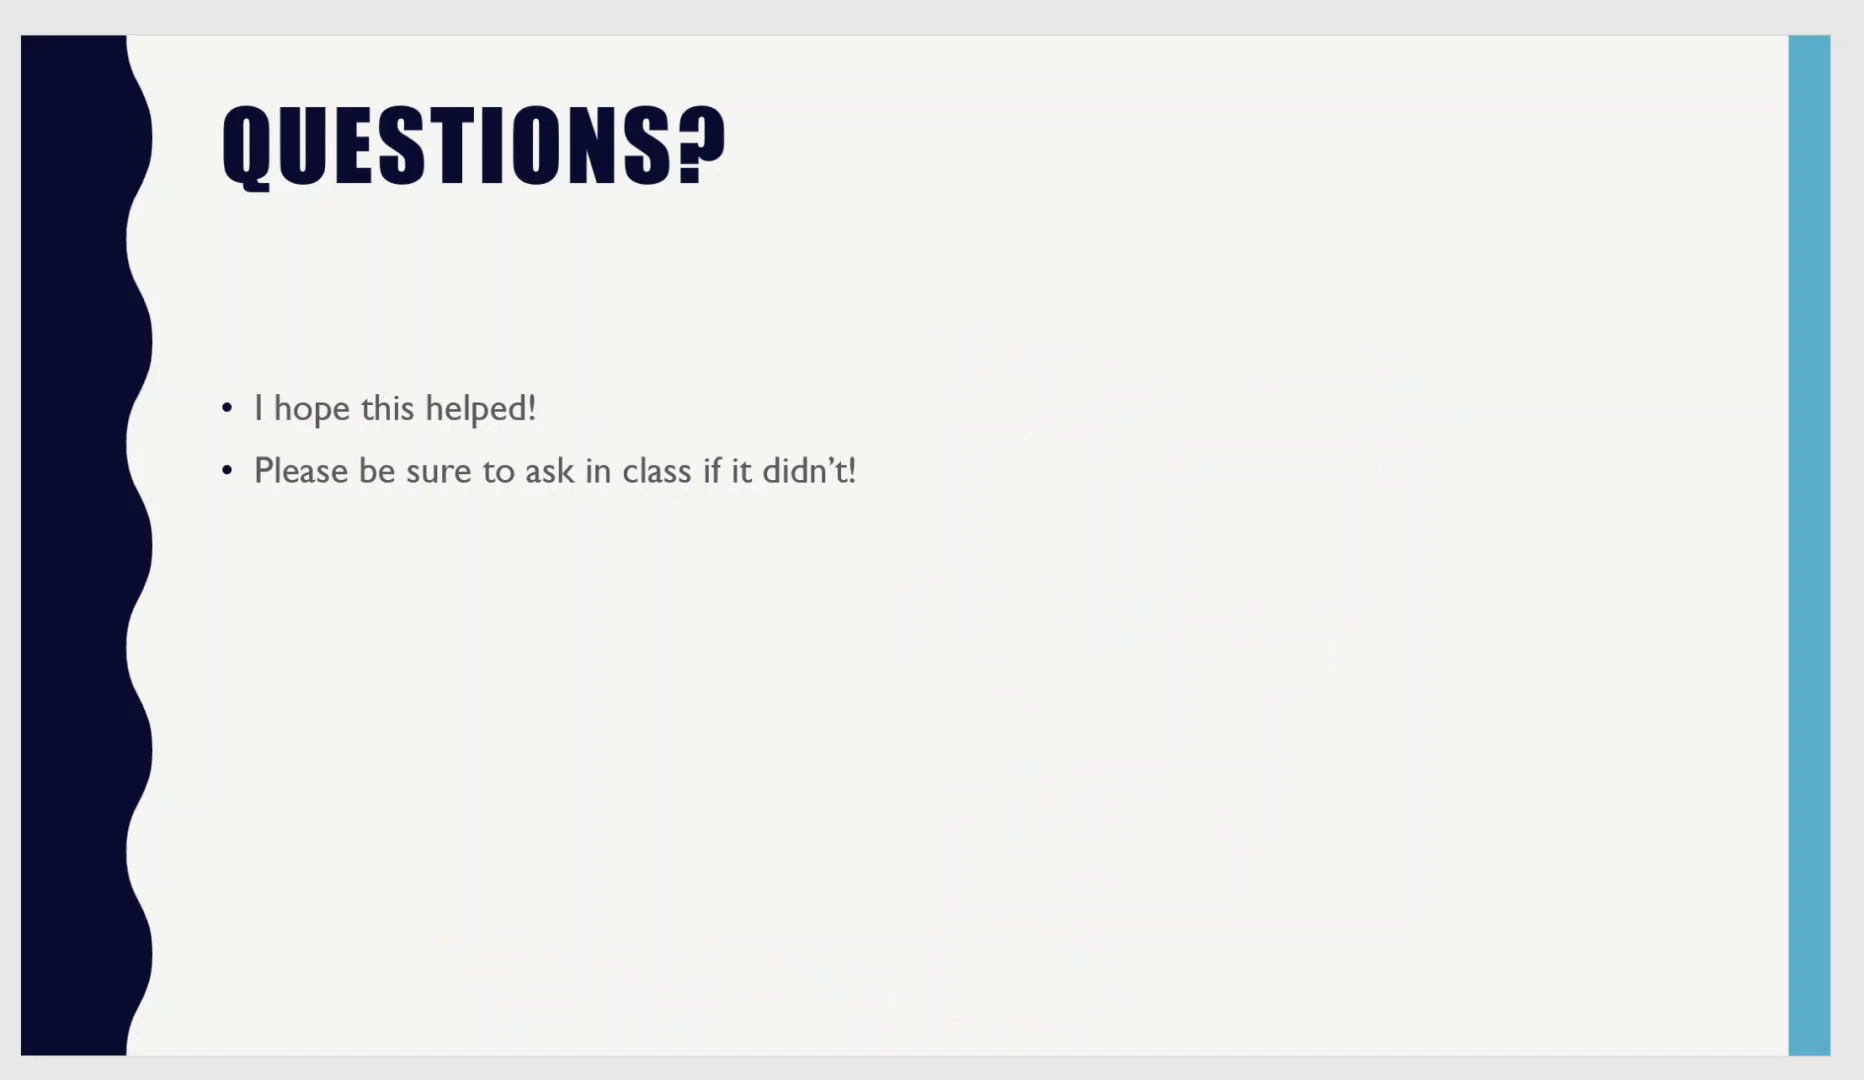 QUESTIONS?
• I hope this helped!
• Please be sure to ask in class if it didn’t!